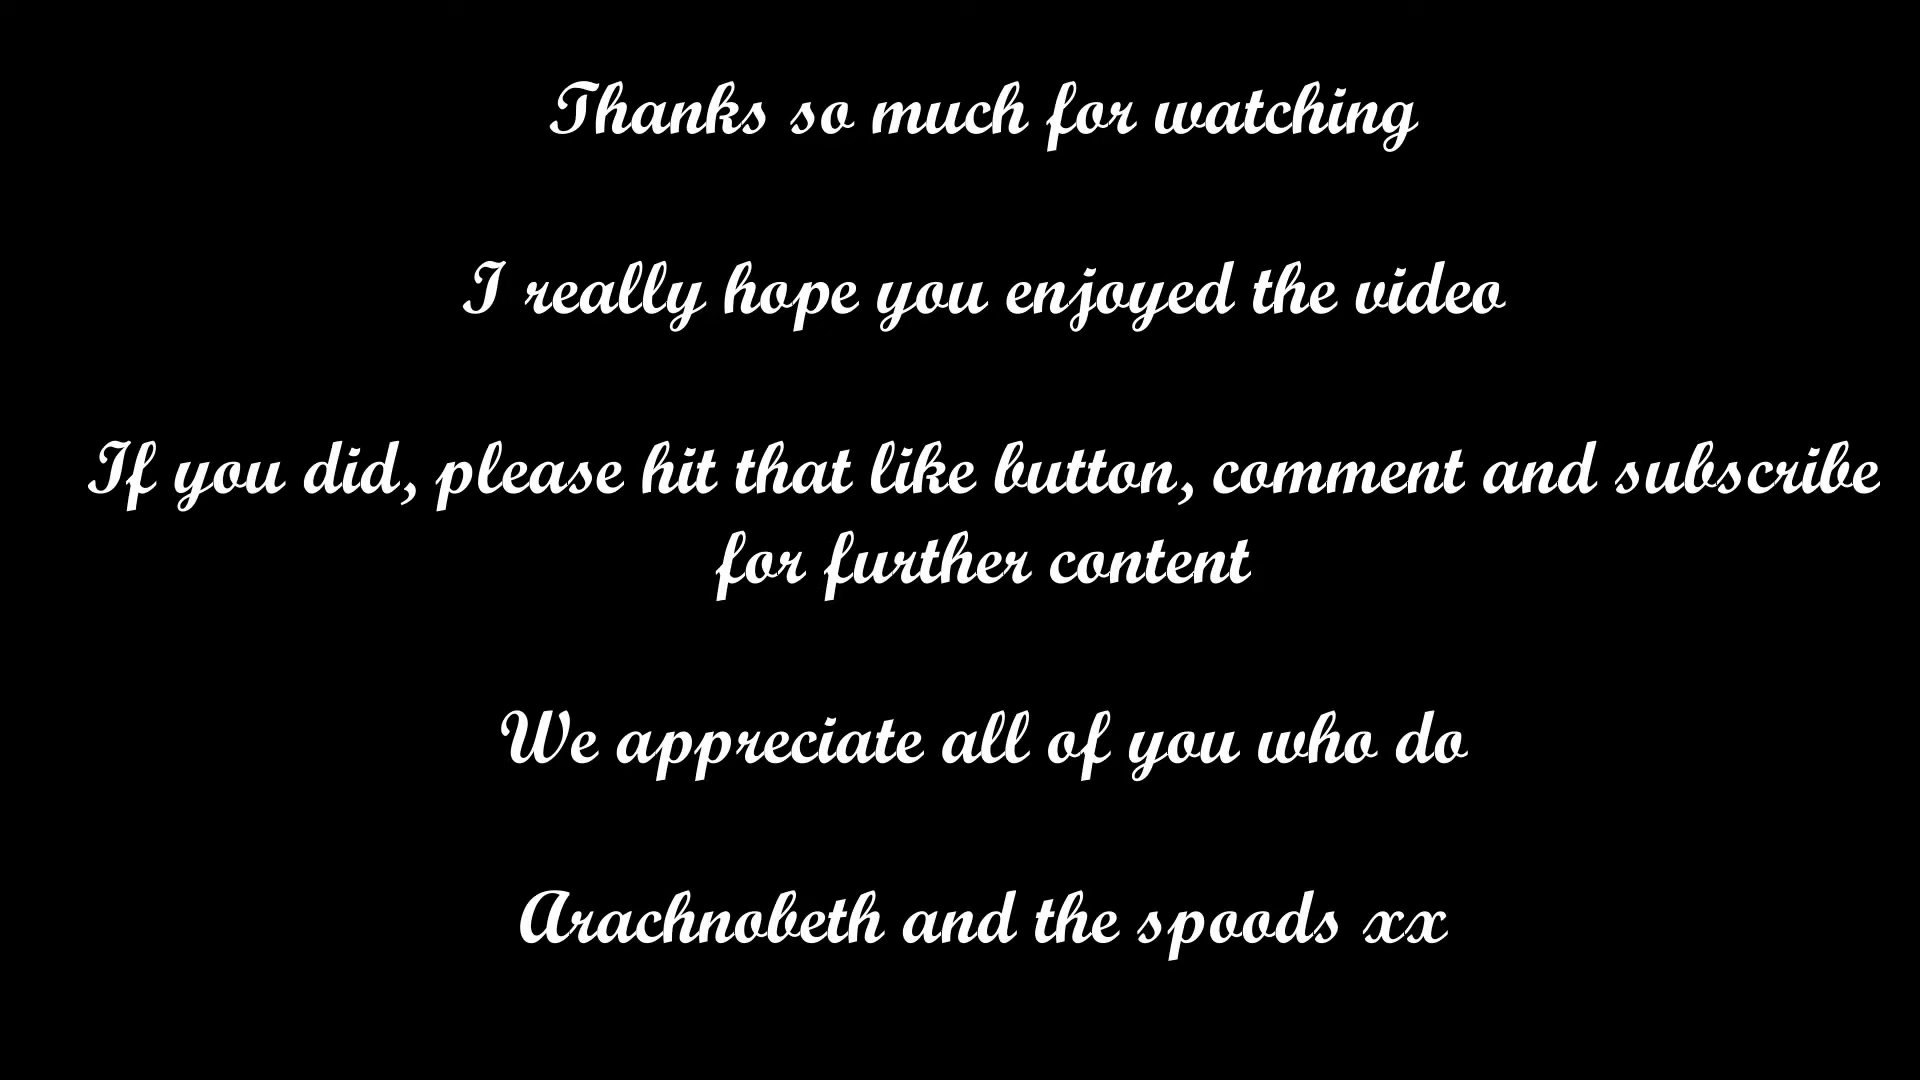 Thanks so much for watching
I really hope you enjoyed the video
If you did, please hit that like button, comment and subscribe
for further content
We appreciate all of you who do
Arachnobeth and the spoods xx